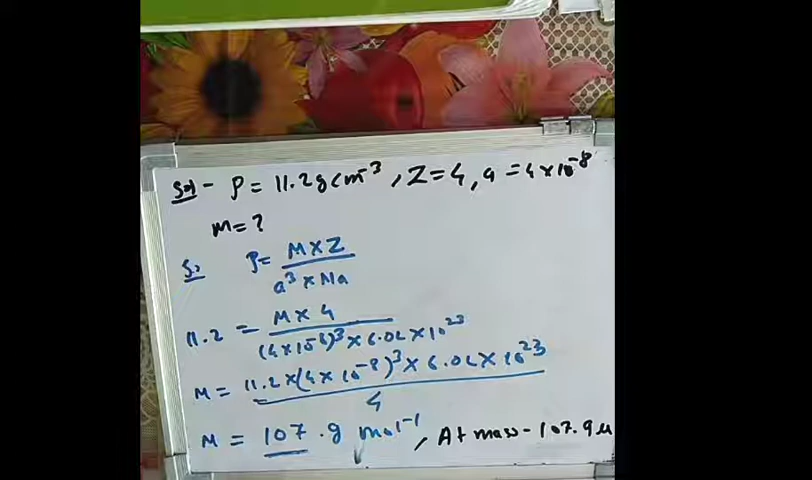 Sol - ρ = 11.2 g cm⁻³, Z = 4, a = 4 × 10⁻⁸
M = ?
S: ρ = M × Z / a³ × Na
11.2 = M × 4 / (4 × 10⁻⁸)³ × 6.02 × 10²³
M = 11.2 × (4 × 10⁻⁸)³ × 6.02 × 10²³ / 4
M = 107.9 mol⁻¹, At mass - 107.9 u